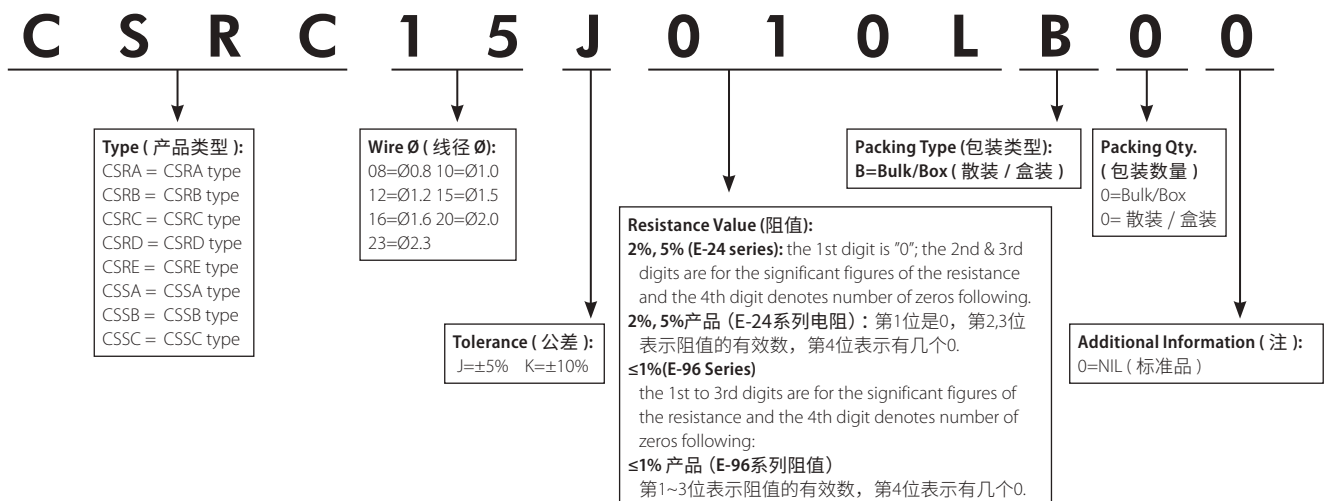 C S R C 1 5 J 0 1 0 L B 0 0
Type ( 产品类型 ):
CSRA = CSRA type
CSRB = CSRB type
CSRC = CSRC type
CSRD = CSRD type
CSRE = CSRE type
CSSA = CSSA type
CSSB = CSSB type
CSSC = CSSC type
Wire Ø ( 线径 Ø):
08=Ø0.8 10=Ø1.0
12=Ø1.2 15=Ø1.5
16=Ø1.6 20=Ø2.0
23=Ø2.3
Tolerance ( 公差 ):
J=±5% K=±10%
Resistance Value (阻值):
2%, 5% (E-24 series): the 1st digit is "0"; the 2nd & 3rd
digits are for the significant figures of the resistance
and the 4th digit denotes number of zeros following.
2%, 5%产品（E-24系列电阻）：第1位是0，第2,3位
表示阻值的有效数，第4位表示有几个0.
≤1%(E-96 Series)
the 1st to 3rd digits are for the significant figures of
the resistance and the 4th digit denotes number of
zeros following:
≤1% 产品（E-96系列阻值）
第1~3位表示阻值的有效数，第4位表示有几个0.
Packing Type (包装类型):
B=Bulk/Box ( 散装 / 盒装 )
Packing Qty.
( 包装数量 )
0=Bulk/Box
0= 散装 / 盒装
Additional Information ( 注 ):
0=NIL ( 标准品 )